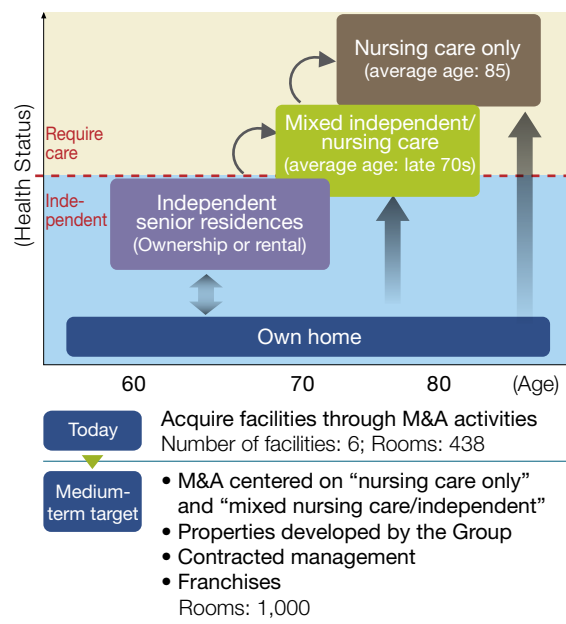 Nursing care only
(average age: 85)
Mixed independent/
nursing care
(average age: late 70s)
Require
care
(Health Status)
Inde-
pendent
Independent
senior residences
(Ownership or rental)
Own home
60 70 80 (Age)
Today
Acquire facilities through M&A activities
Number of facilities: 6; Rooms: 438
Medium-
term target
• M&A centered on “nursing care only”
and “mixed nursing care/independent”
• Properties developed by the Group
• Contracted management
• Franchises
Rooms: 1,000